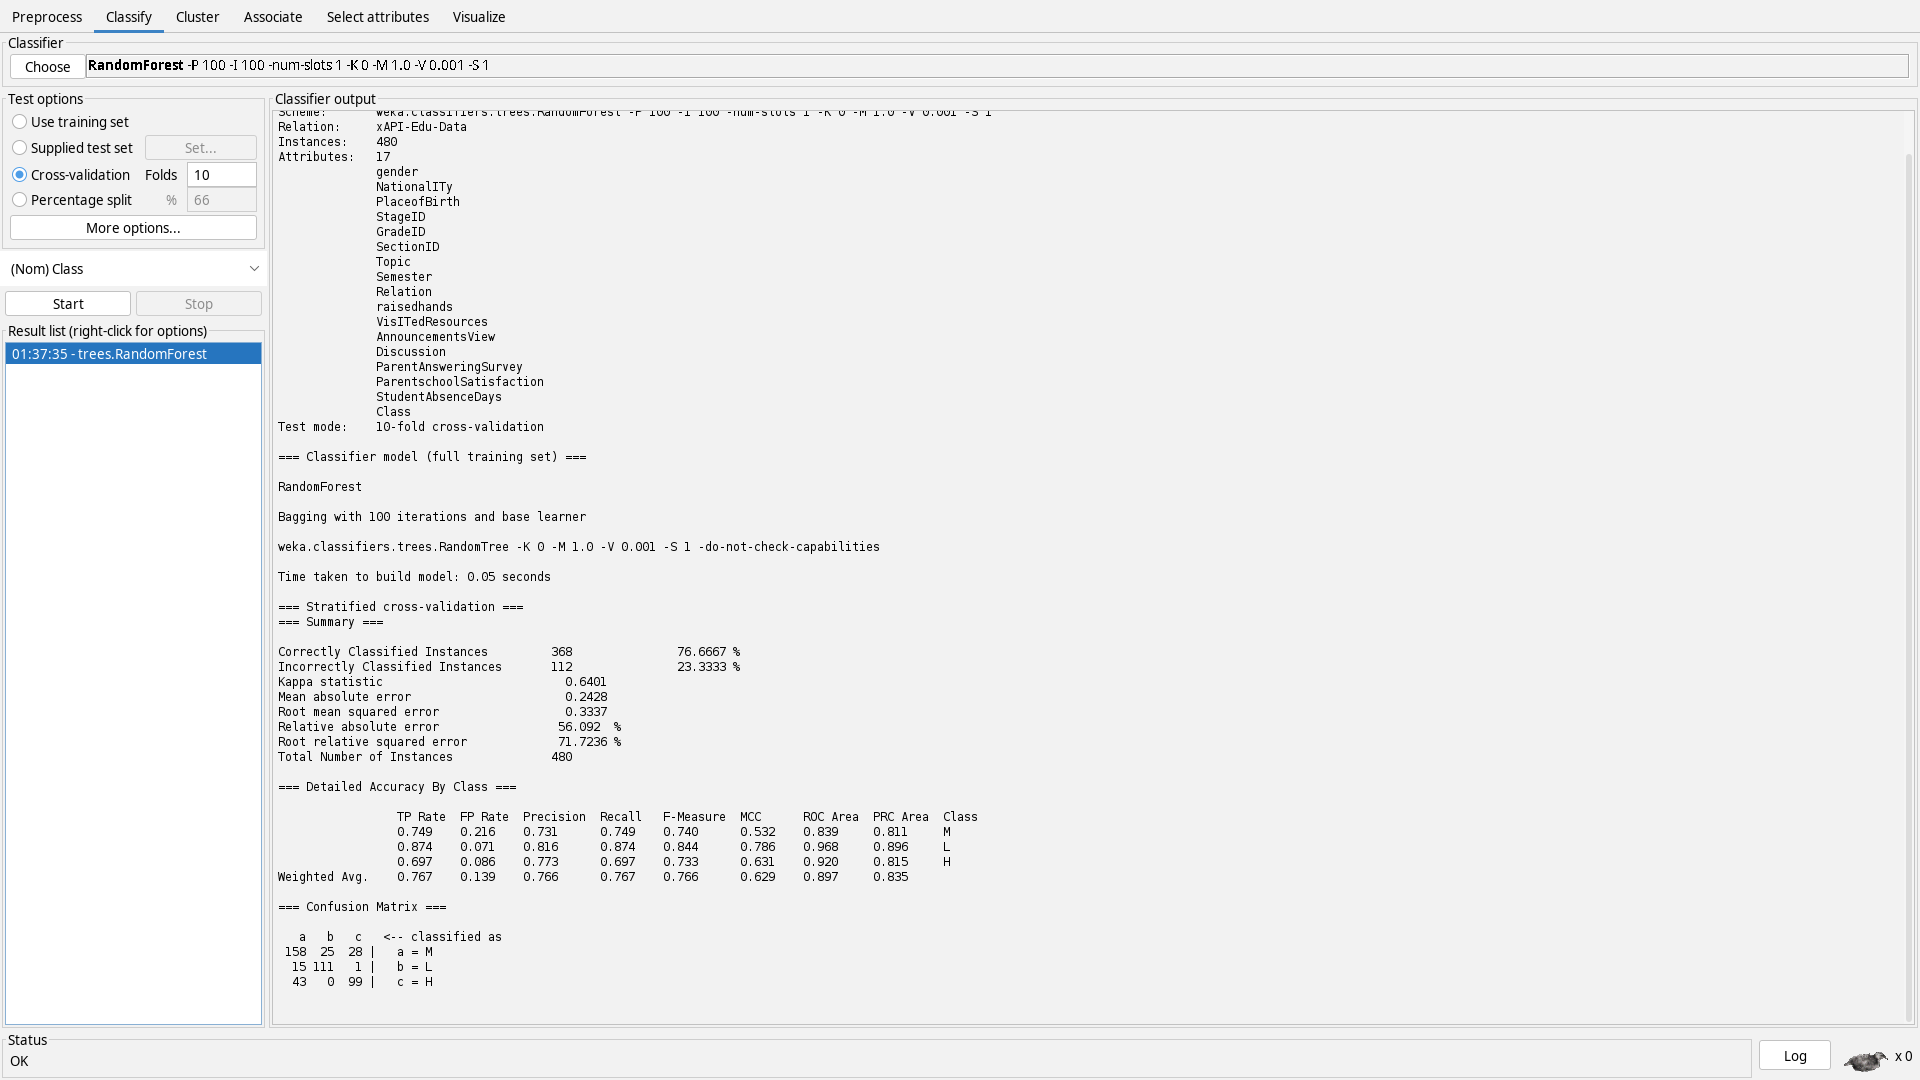 Preprocess Classify Cluster Associate Select attributes Visualize
Classifier
Choose RandomForest -P 100 -I 100 -num-slots 1 -K 0 -M 1.0 -V 0.001 -S 1
Test options
Use training set
Supplied test set Set...
Cross-validation Folds 10
Percentage split % 66
More options...
(Nom) Class
Start Stop
Result list (right-click for options)
01:37:35 - trees.RandomForest
Classifier output
Scheme: weka.classifiers.trees.RandomForest -P 100 -I 100 -num-slots 1 -K 0 -M 1.0 -V 0.001 -S 1
Relation: xAPI-Edu-Data
Instances: 480
Attributes: 17
gender
NationalITy
PlaceofBirth
StageID
GradeID
SectionID
Topic
Semester
Relation
raisedhands
VisITedResources
AnnouncementsView
Discussion
ParentAnsweringSurvey
ParentschoolSatisfaction
StudentAbsenceDays
Class
Test mode: 10-fold cross-validation
=== Classifier model (full training set) ===
RandomForest
Bagging with 100 iterations and base learner
weka.classifiers.trees.RandomTree -K 0 -M 1.0 -V 0.001 -S 1 -do-not-check-capabilities
Time taken to build model: 0.05 seconds
=== Stratified cross-validation ===
=== Summary ===
Correctly Classified Instances 368 76.6667 %
Incorrectly Classified Instances 112 23.3333 %
Kappa statistic 0.6401
Mean absolute error 0.2428
Root mean squared error 0.3337
Relative absolute error 56.092 %
Root relative squared error 71.7236 %
Total Number of Instances 480
=== Detailed Accuracy By Class ===
TP Rate FP Rate Precision Recall F-Measure MCC ROC Area PRC Area Class
0.749 0.216 0.731 0.749 0.740 0.532 0.839 0.811 M
0.874 0.071 0.816 0.874 0.844 0.786 0.968 0.896 L
0.697 0.086 0.773 0.697 0.733 0.631 0.920 0.815 H
Weighted Avg. 0.767 0.139 0.766 0.767 0.766 0.629 0.897 0.835
=== Confusion Matrix ===
a b c <-- classified as
158 25 28 | a = M
15 111 1 | b = L
43 0 99 | c = H
Status
OK
Log x 0